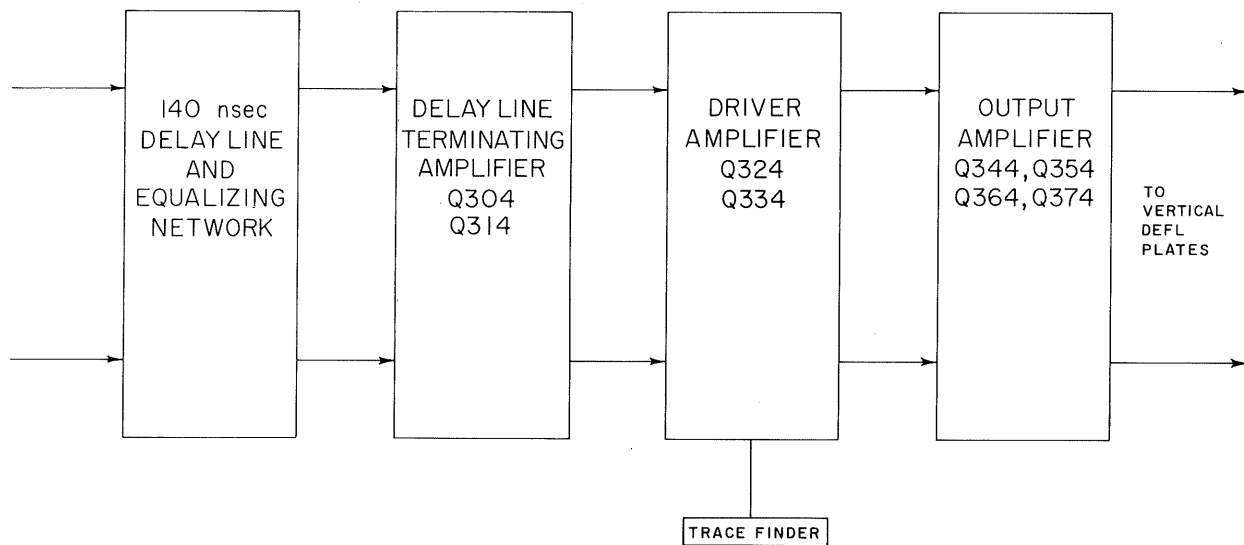 140 nsec
DELAY LINE
AND
EQUALIZING
NETWORK
DELAY LINE
TERMINATING
AMPLIFIER
Q304
Q314
DRIVER
AMPLIFIER
Q324
Q334
OUTPUT
AMPLIFIER
Q344, Q354
Q364, Q374
TO
VERTICAL
DEFL
PLATES
TRACE FINDER